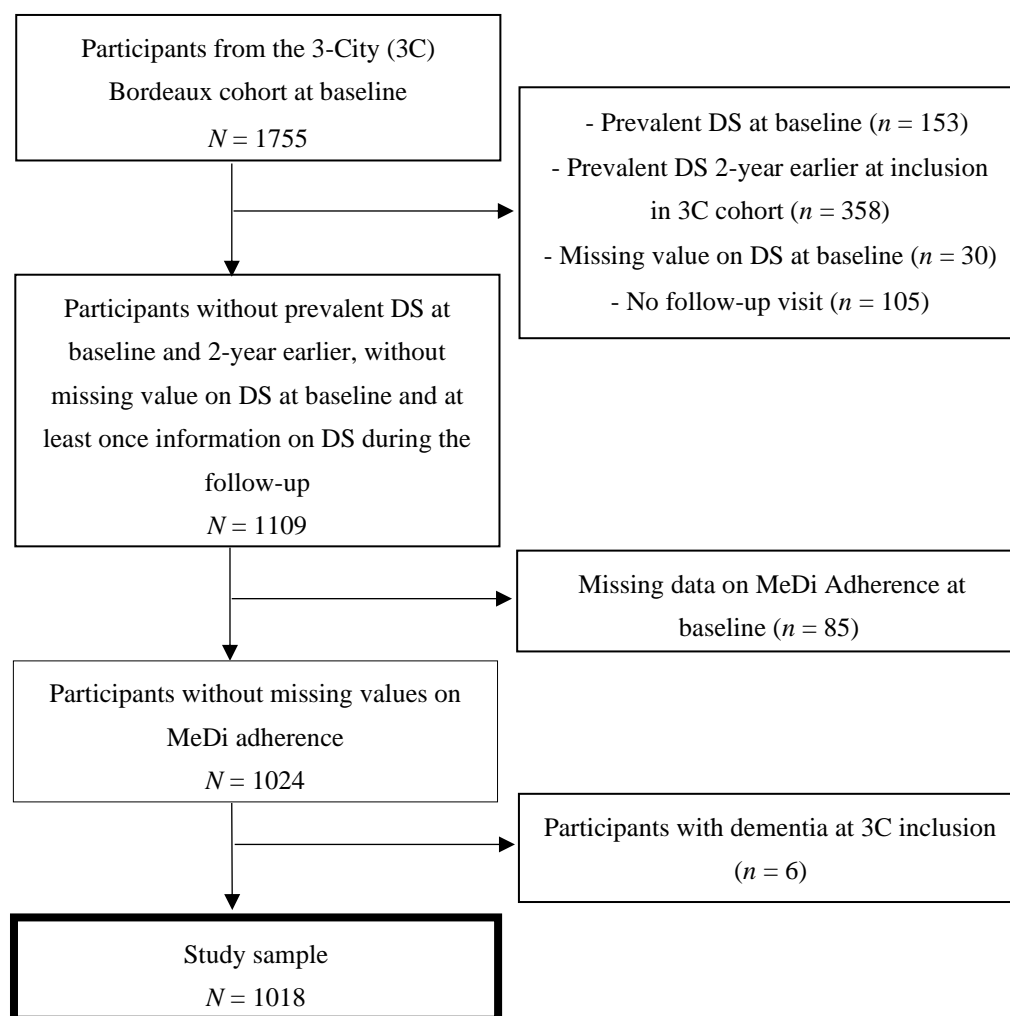 Participants from the 3-City (3C)
Bordeaux cohort at baseline
N = 1755
- Prevalent DS at baseline (n = 153)
- Prevalent DS 2-year earlier at inclusion
in 3C cohort (n = 358)
- Missing value on DS at baseline (n = 30)
- No follow-up visit (n = 105)
Participants without prevalent DS at
baseline and 2-year earlier, without
missing value on DS at baseline and at
least once information on DS during the
follow-up
N = 1109
Missing data on MeDi Adherence at
baseline (n = 85)
Participants without missing values on
MeDi adherence
N = 1024
Participants with dementia at 3C inclusion
(n = 6)
Study sample
N = 1018